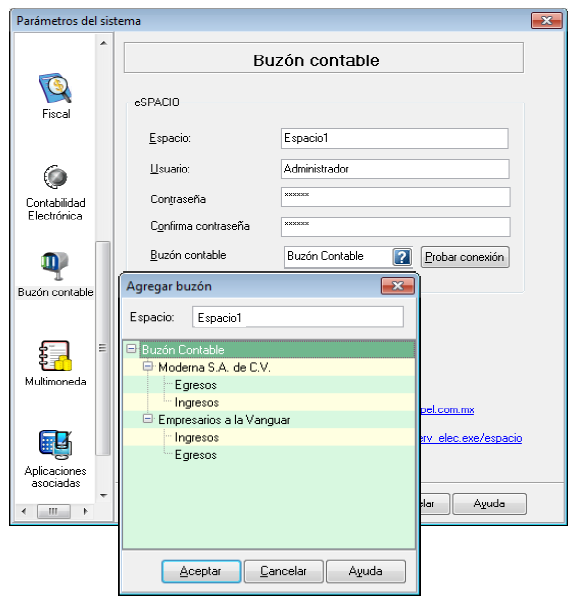 Parámetros del sistema
Buzón contable
Fiscal
Contabilidad
Electrónica
Buzón contable
Multimoneda
Aplicaciones
asociadas
eSPACIO
Espacio:
Espacio1
Usuario:
Administrador
Contraseña
******
Confirma contraseña
******
Buzón contable
Buzón Contable
?
Probar conexión
Agregar buzón
Espacio:
Espacio1
Buzón Contable
Moderna S.A. de C.V.
Egresos
Ingresos
Empresarios a la Vanguar
Ingresos
Egresos
Aceptar
Cancelar
Ayuda
pel.com.mx
erv_elec.exe/espacio
elar
Ayuda